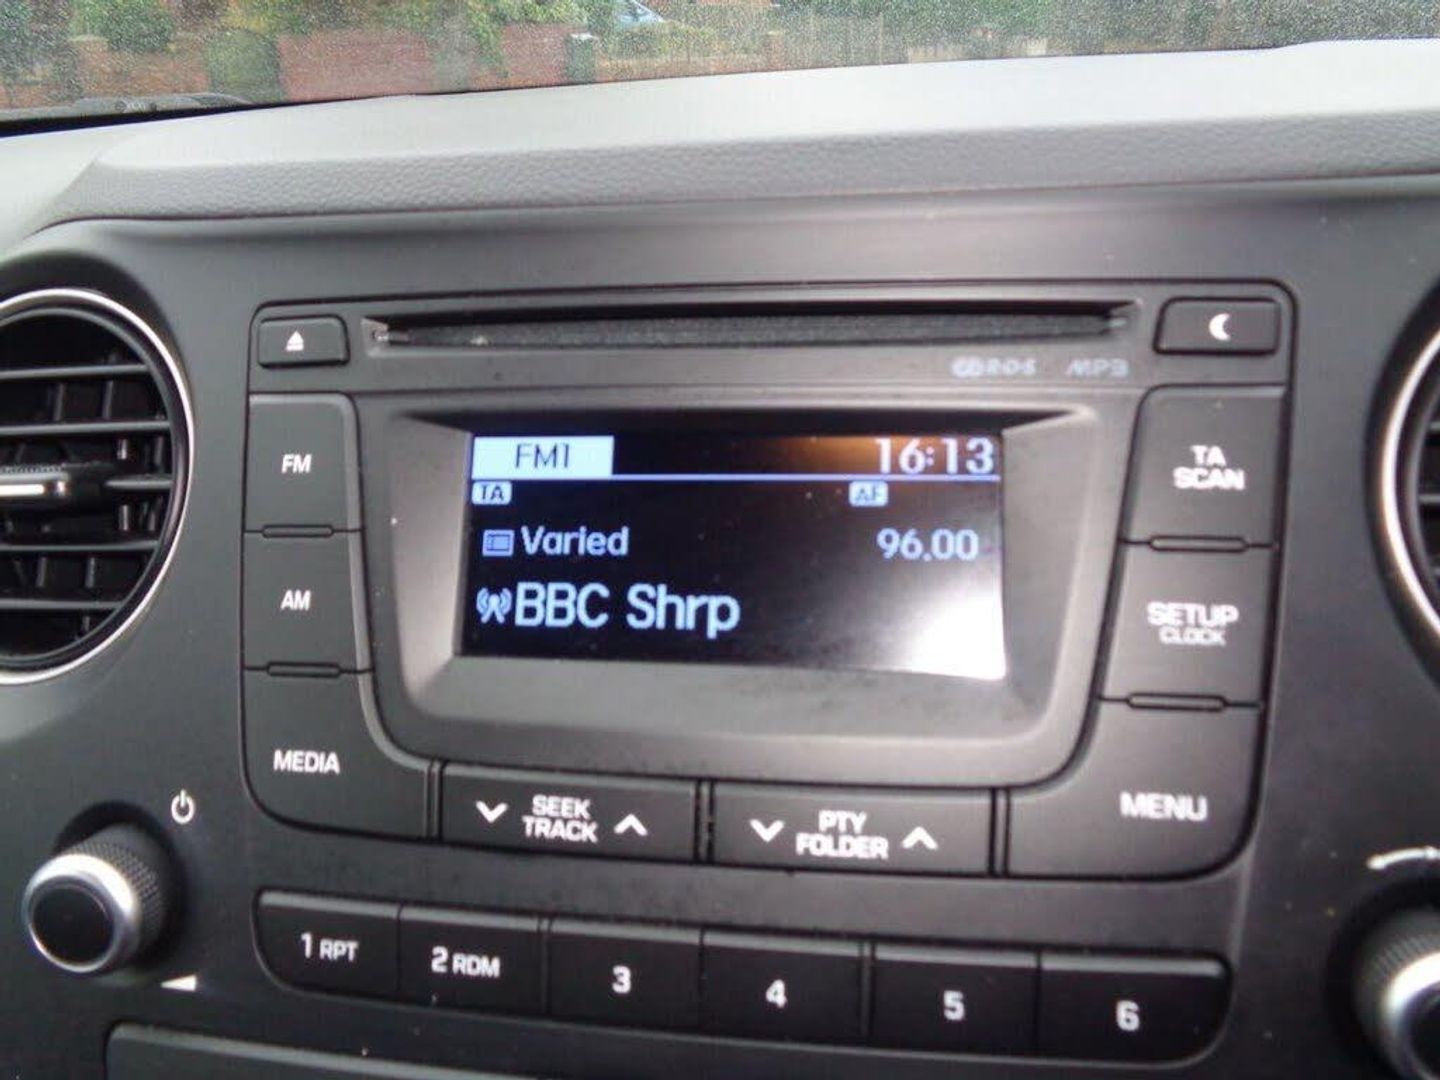 RDS MP3
FM1 16:13
TA AF
Varied 96.00
BBC Shrp
FM
AM
MEDIA
TA
SCAN
SETUP
CLOCK
MENU
SEEK
TRACK
PTY
FOLDER
1 RPT 2 RDM 3 4 5 6